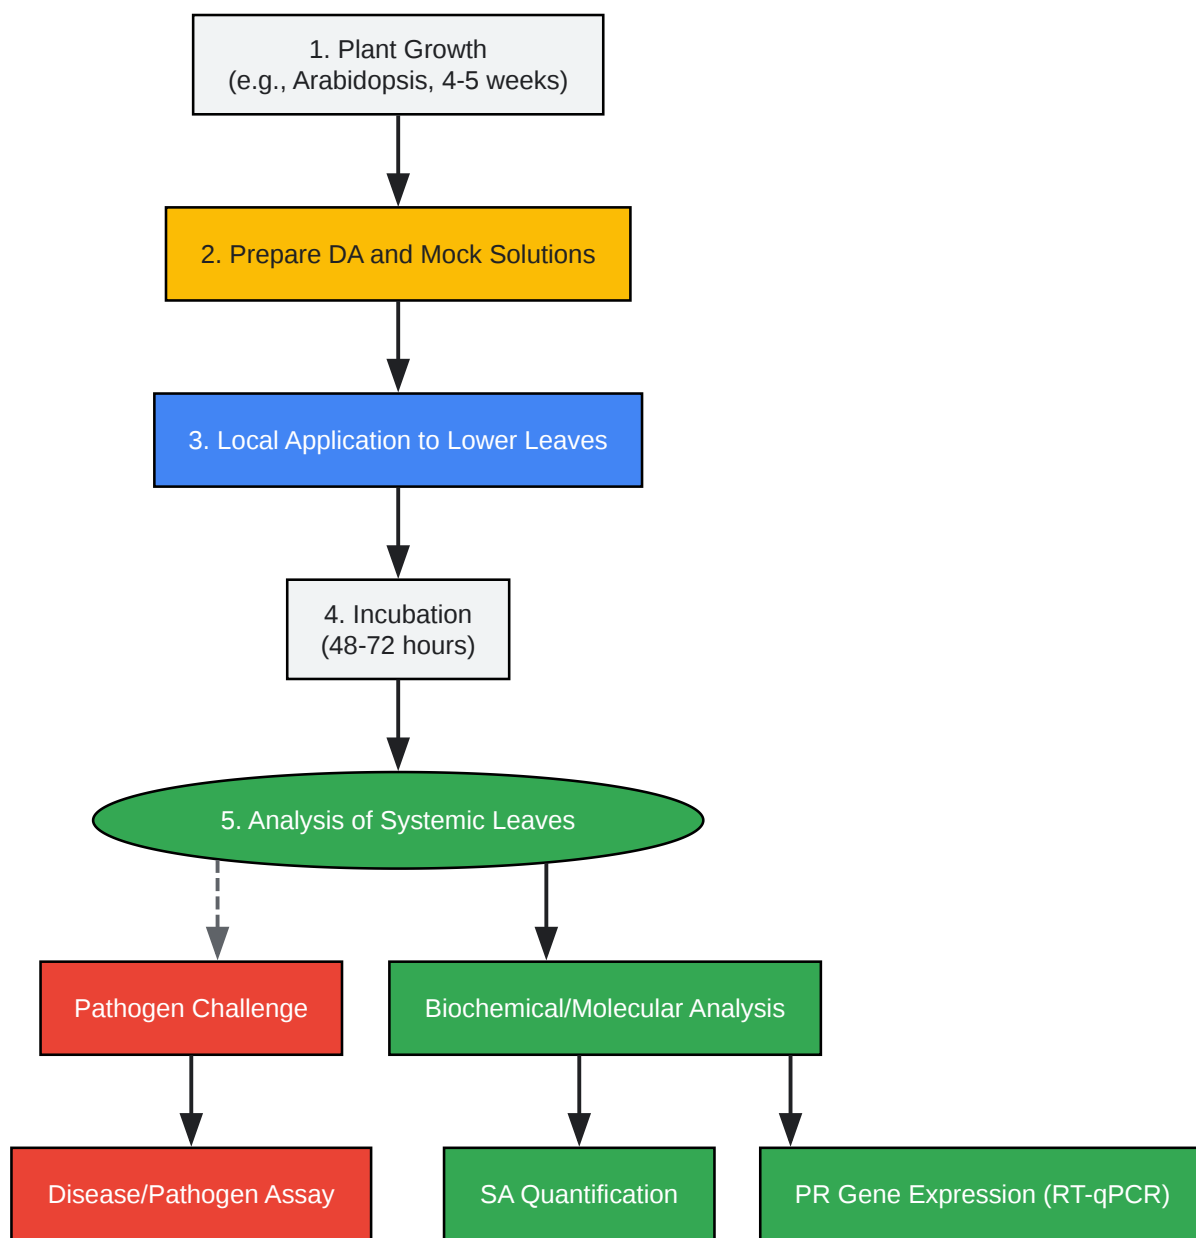 1. Plant Growth
(e.g., Arabidopsis, 4-5 weeks)
2. Prepare DA and Mock Solutions
3. Local Application to Lower Leaves
4. Incubation
(48-72 hours)
5. Analysis of Systemic Leaves
Pathogen Challenge
Biochemical/Molecular Analysis
Disease/Pathogen Assay
SA Quantification
PR Gene Expression (RT-qPCR)